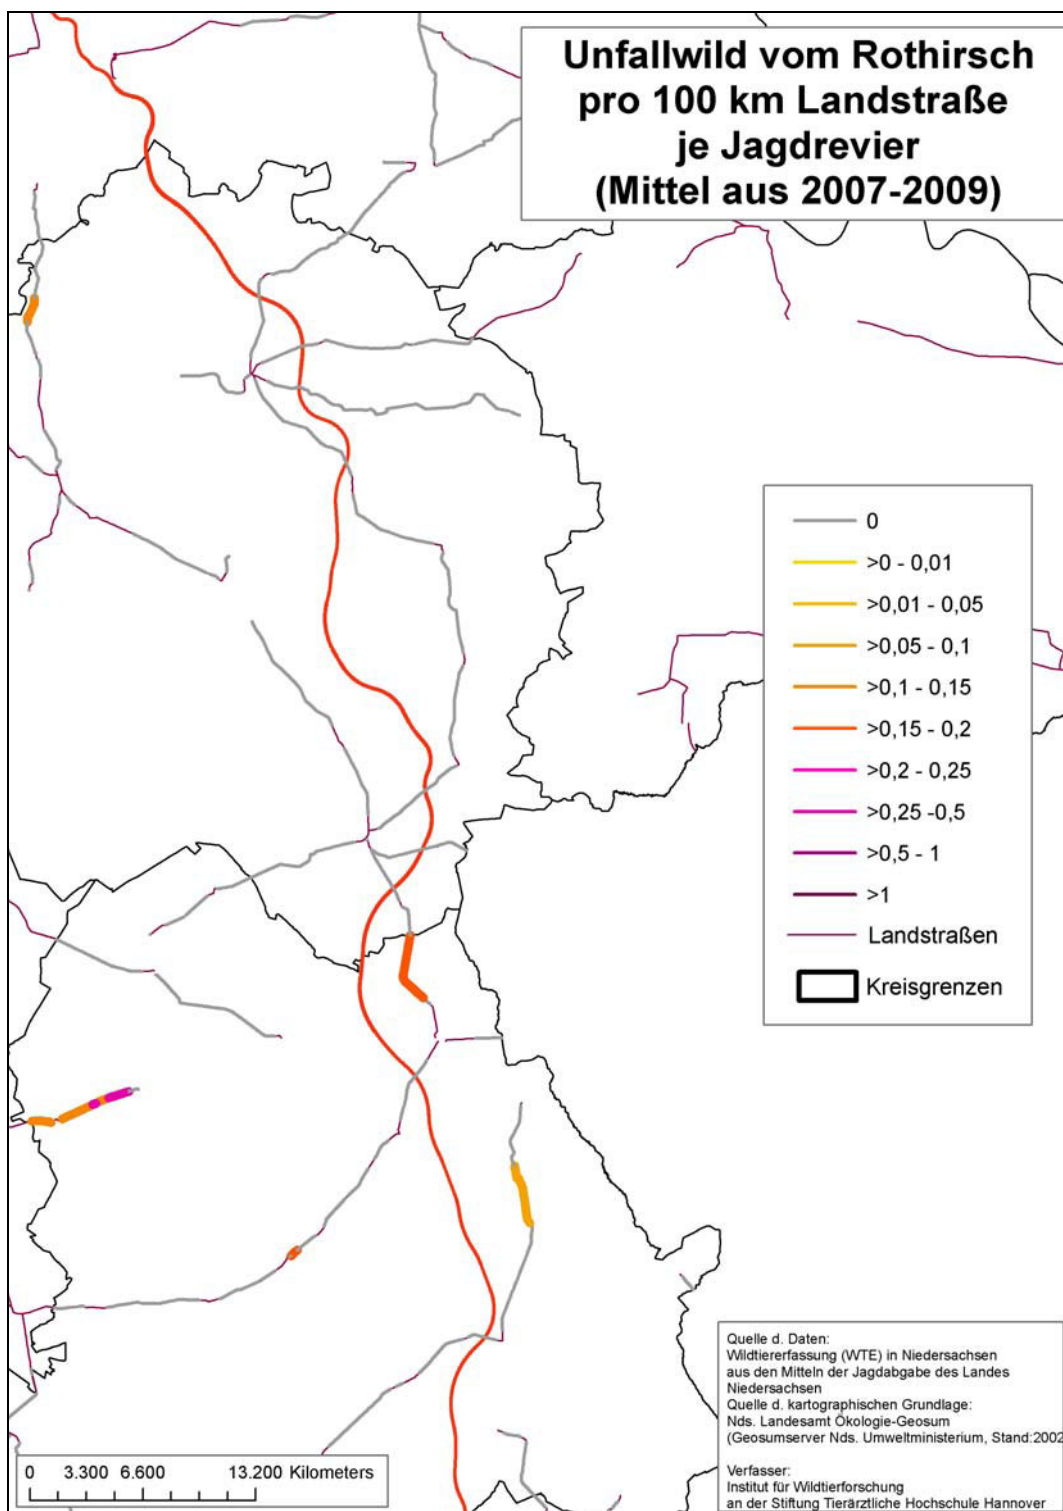 Unfallwild vom Rothirsch
pro 100 km Landstraße
je Jagdrevier
(Mittel aus 2007-2009)
0
>0 - 0,01
>0,01 - 0,05
>0,05 - 0,1
>0,1 - 0,15
>0,15 - 0,2
>0,2 - 0,25
>0,25 -0,5
>0,5 - 1
>1
Landstraßen
Kreisgrenzen
Quelle d. Daten:
Wildtiererfassung (WTE) in Niedersachsen
aus den Mitteln der Jagdabgabe des Landes
Niedersachsen
Quelle d. kartographischen Grundlage:
Nds. Landesamt Ökologie-Geosum
(Geosumserver Nds. Umweltministerium, Stand:2002
Verfasser:
Institut für Wildtierforschung
an der Stiftung Tierärztliche Hochschule Hannover
0 3.300 6.600 13.200 Kilometers